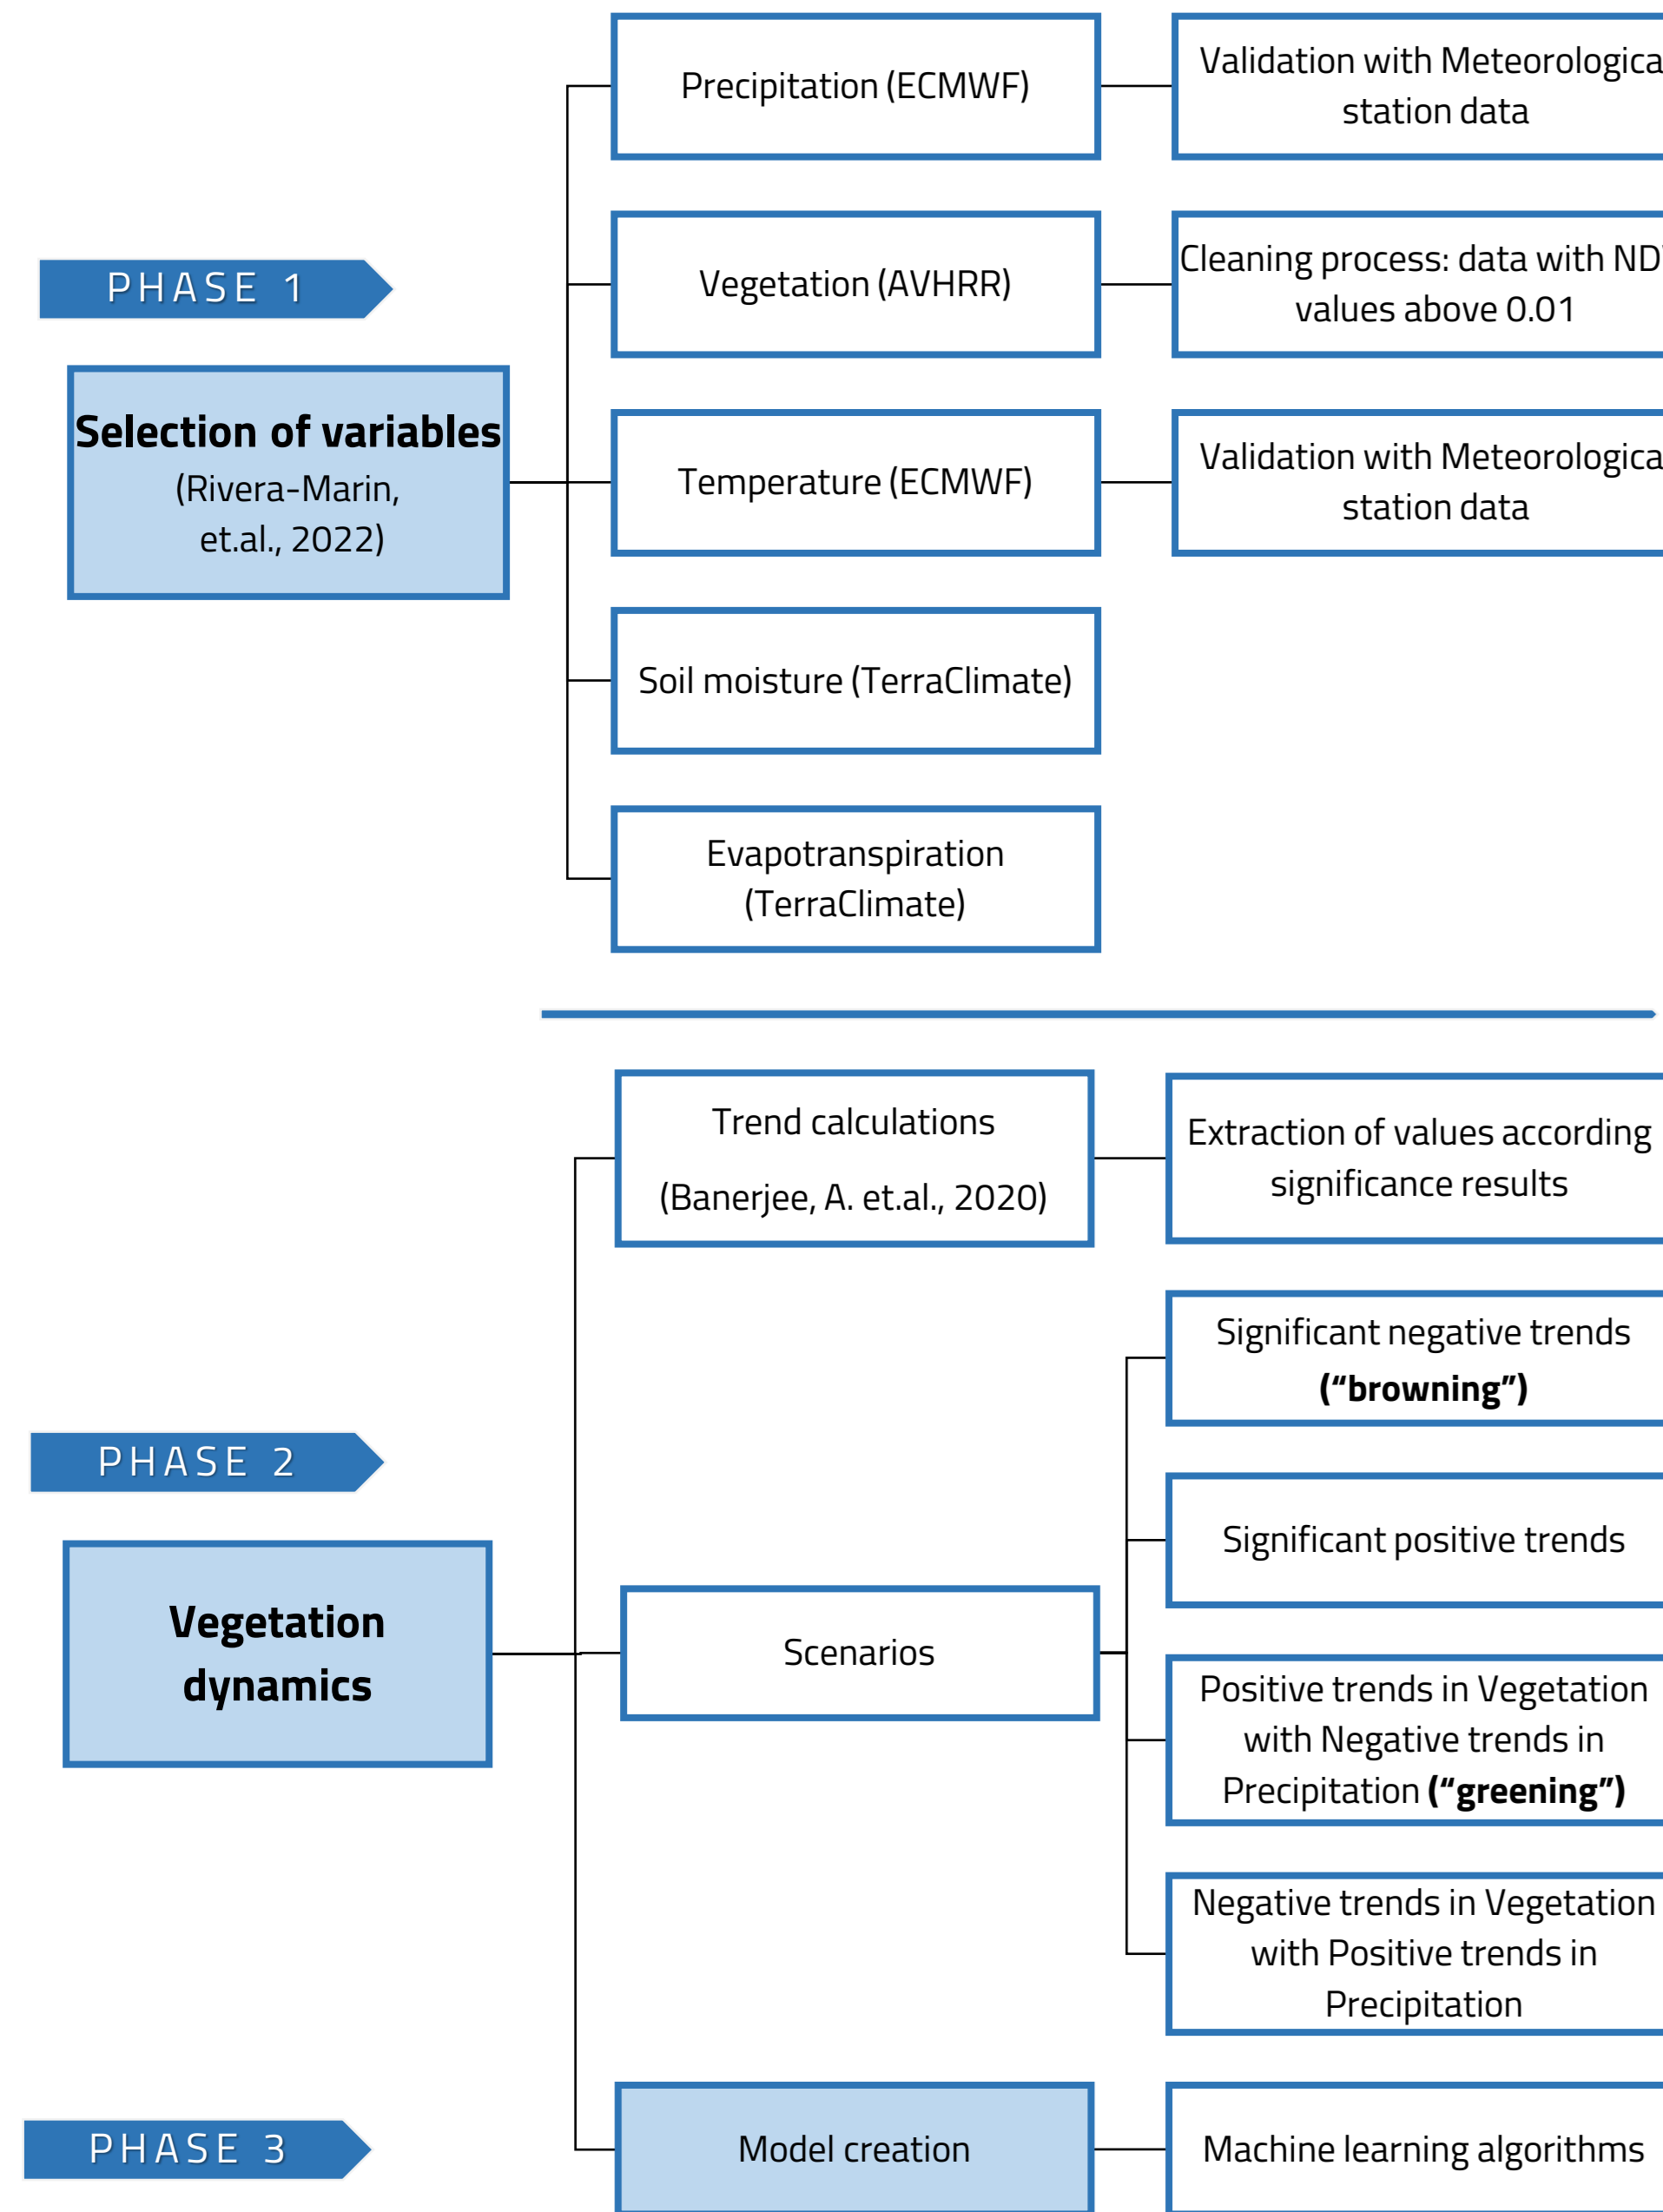 Precipitation (ECMWF)
Validation with Meteorologica
station data
PHASE 1
Vegetation (AVHRR)
Cleaning process: data with
values above 0.01
Selection of variables
(Rivera-Marin,
et.al., 2022)
Temperature (ECMWF)
Validation with Meteorologica
station data
Soil moisture (TerraClimate)
Evapotranspiration
(TerraClimate)
Trend calculations
(Banerjee, A. et.al., 2020)
Extraction of values according
significance results
Significant negative trends
(“browning”)
PHASE 2
Significant positive trends
Vegetation
dynamics
Scenarios
Positive trends in Vegetation
with Negative trends in
Precipitation (“greening”)
Negative trends in Vegetation
with Positive trends in
Precipitation
PHASE 3
Model creation
Machine learning algorithms